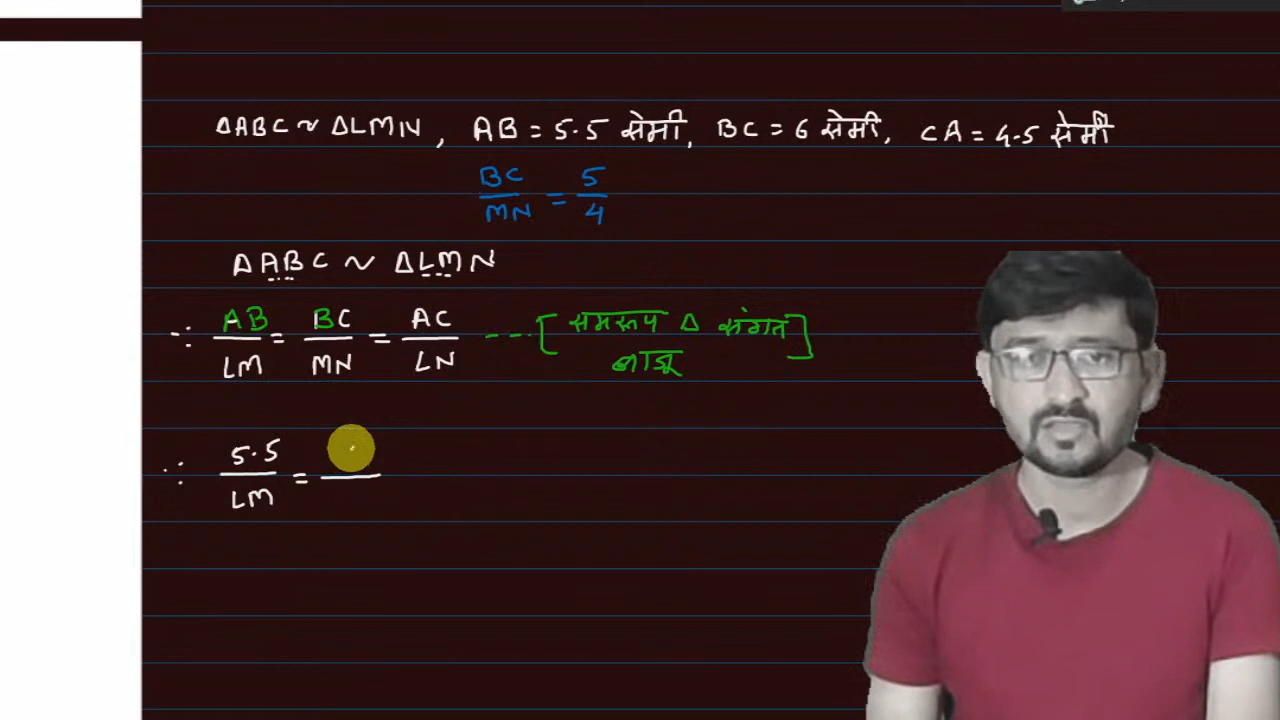 ΔABC ~ ΔLMN, AB = 5.5 सेमी, BC = 6 सेमी, CA = 4.5 सेमी
BC/MN = 5/4
ΔABC ~ ΔLMN
∵ AB/LM = BC/MN = AC/LN ---[समरूप Δ संगत
बाजू]
∵ 5.5/LM =